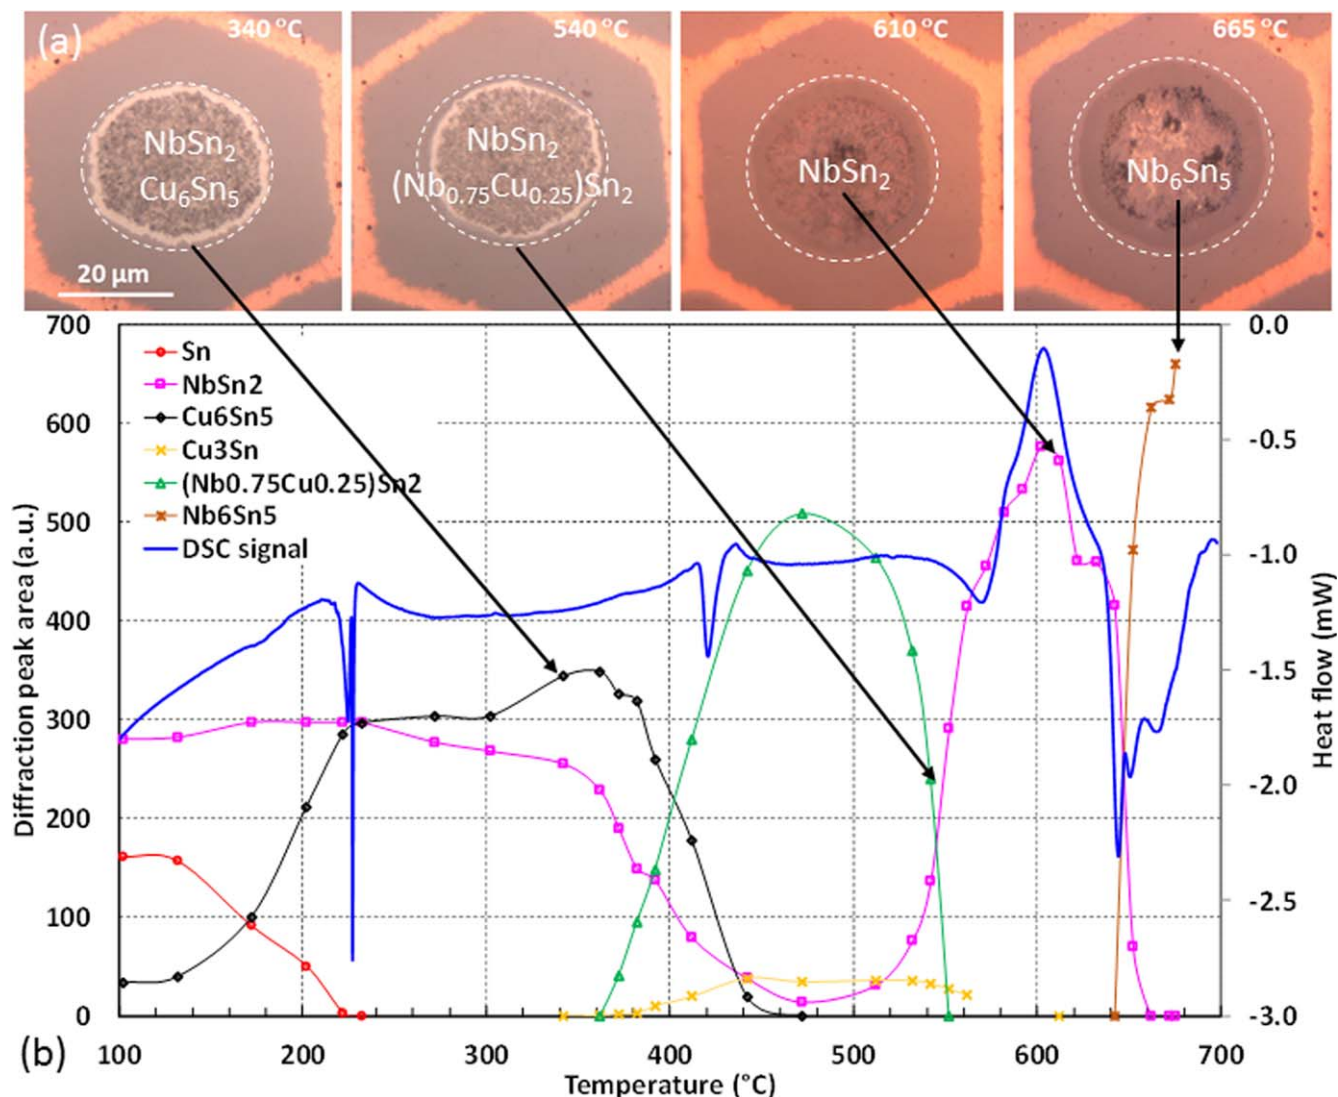 (a)
340 °C
540 °C
610 °C
665 °C
NbSn₂
Cu₆Sn₅
NbSn₂
(Nb₀.₇₅Cu₀.₂₅)Sn₂
NbSn₂
Nb₆Sn₅
20 µm
700
600
500
400
300
200
100
0
Diffraction peak area (a.u.)
Sn
NbSn2
Cu6Sn5
Cu3Sn
(Nb0.75Cu0.25)Sn2
Nb6Sn5
DSC signal
0.0
-0.5
-1.0
-1.5
-2.0
-2.5
-3.0
Heat flow (mW)
(b)
100 200 300 400 500 600 700
Temperature (°C)